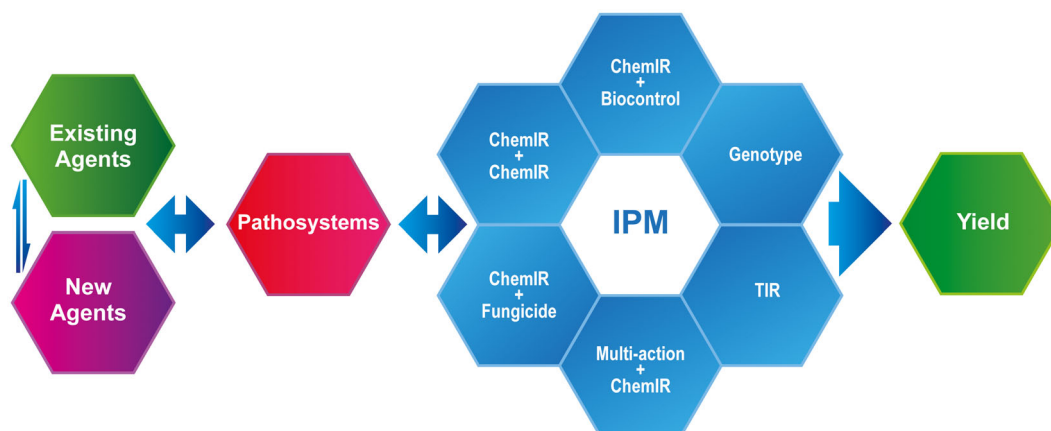 Existing
Agents
New
Agents
Pathosystems
ChemIR
+
Biocontrol
ChemIR
+
ChemIR
Genotype
IPM
ChemIR
+
Fungicide
TIR
Multi-action
+
ChemIR
Yield